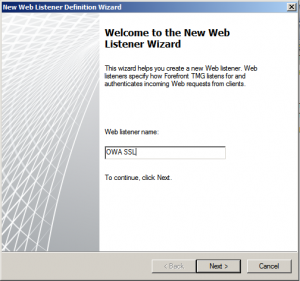 New Web Listener Definition Wizard
Welcome to the New Web
Listener Wizard
This wizard helps you create a new Web listener. Web
listeners specify how Forefront TMG listens for and
authenticates incoming Web requests from clients.
Web listener name:
OWA SSL
To continue, click Next.
< Back
Next >
Cancel